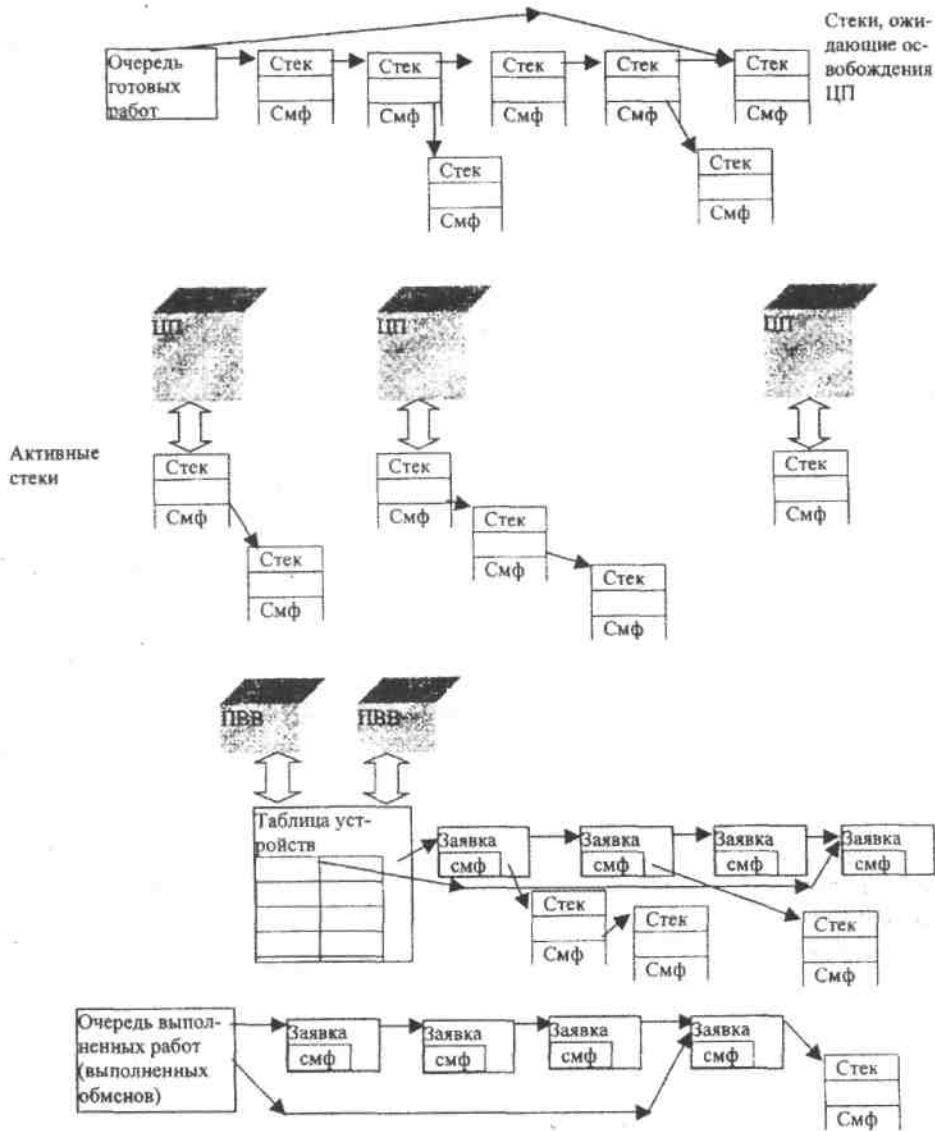 Очередь
готовых
работ
Стек
Смф
Стек
Смф
Стек
Смф
Стек
Смф
Стек
Смф
Стеки, ожи-
дающие ос-
вобождения
ЦП
Стек
Смф
Стек
Смф
ЦП
ЦП
ЦП
Активные
стеки
Стек
Смф
Стек
Смф
Стек
Смф
Стек
Смф
Стек
Смф
Стек
Смф
ПВВ
ПВВ
Таблица уст-
ройств
Заявка
смф
Заявка
смф
Заявка
смф
Заявка
смф
Стек
Смф
Стек
Смф
Стек
Смф
Очередь выпол-
ненных работ
(выполненных
обменов)
Заявка
смф
Заявка
смф
Заявка
смф
Заявка
смф
Стек
Смф